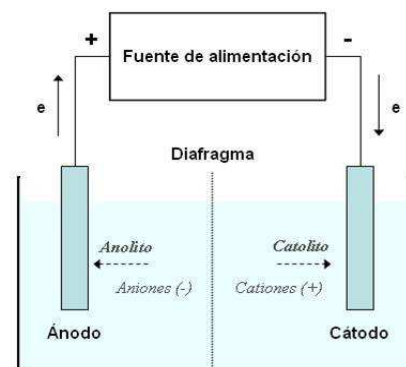 +
-
Fuente de alimentación
e
e
Diafragma
Anolito
Catolito
Aniones (-)
Cationes (+)
Ánodo
Cátodo